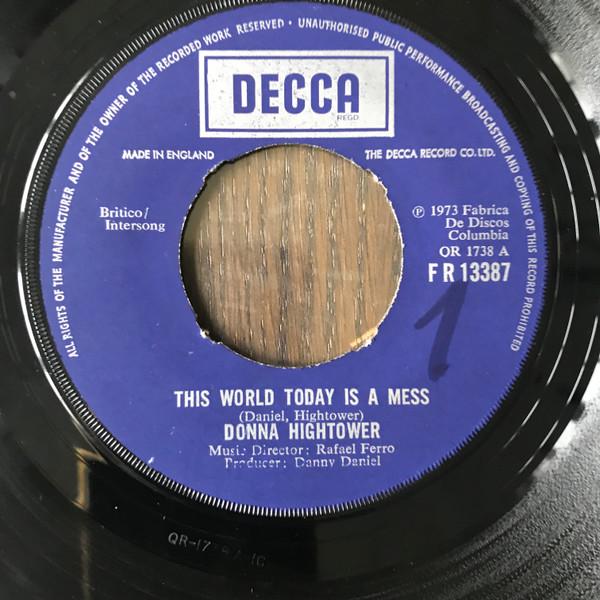 ALL RIGHTS OF THE MANUFACTURER AND OF THE OWNER OF THE RECORDED WORK RESERVED • UNAUTHORISED PUBLIC PERFORMANCE BROADCASTING AND COPYING OF THIS RECORD PROHIBITED
DECCA
REGD
MADE IN ENGLAND
THE DECCA RECORD CO. LTD.
Britico/
Intersong
℗ 1973 Fabrica
De Discos
Columbia
QR 1738 A
FR 13387
1
THIS WORLD TODAY IS A MESS
(Daniel, Hightower)
DONNA HIGHTOWER
Music Director: Rafael Ferro
Producer: Danny Daniel